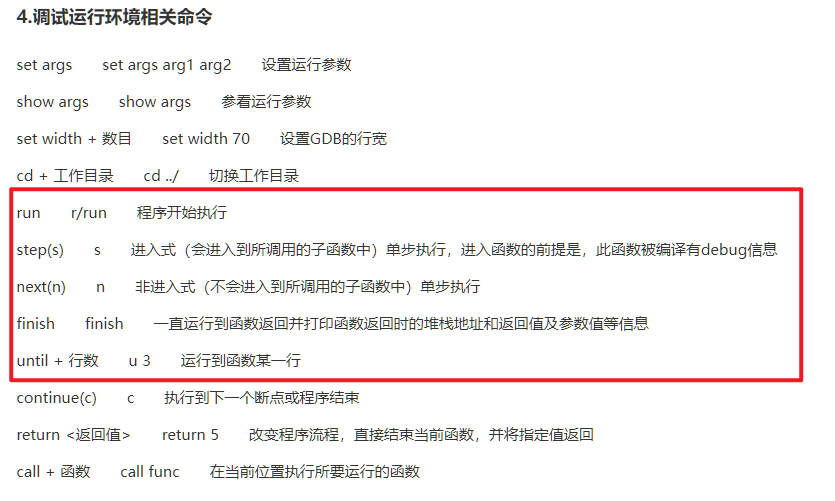 4.调试运行环境相关命令
set args set args arg1 arg2 设置运行参数
show args show args 参看运行参数
set width + 数目 set width 70 设置GDB的行宽
cd + 工作目录 cd ../ 切换工作目录
run r/run 程序开始执行
step(s) s 进入式（会进入到所调用的子函数中）单步执行，进入函数的前提是，此函数被编译有debug信息
next(n) n 非进入式（不会进入到所调用的子函数中）单步执行
finish finish 一直运行到函数返回并打印函数返回时的堆栈地址和返回值及参数值等信息
until + 行数 u 3 运行到函数某一行
continue(c) c 执行到下一个断点或程序结束
return <返回值> return 5 改变程序流程，直接结束当前函数，并将指定值返回
call + 函数 call func 在当前位置执行所要运行的函数